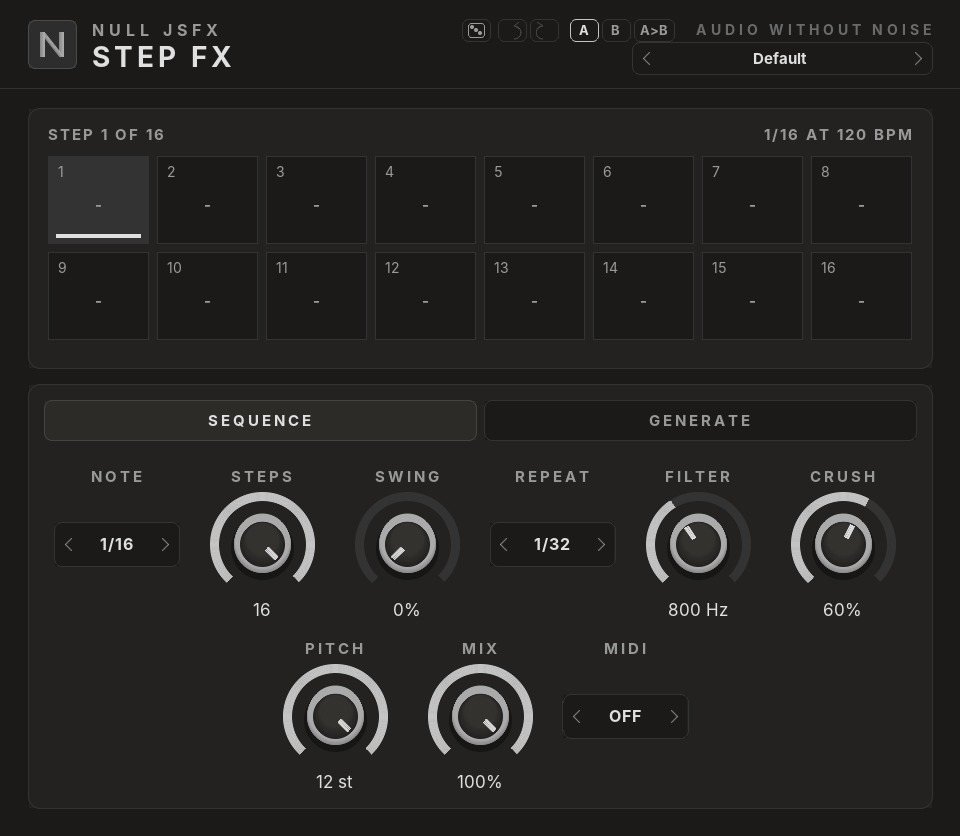 N
NULL JSFX
STEP FX
A
B
A>B
AUDIO WITHOUT NOISE
Default
STEP 1 OF 16
1/16 AT 120 BPM
1
2
3
4
5
6
7
8
-
-
-
-
-
-
-
-
9
10
11
12
13
14
15
16
-
-
-
-
-
-
-
-
SEQUENCE
GENERATE
NOTE
STEPS
SWING
REPEAT
FILTER
CRUSH
1/16
1/32
16
0%
800 Hz
60%
PITCH
MIX
MIDI
OFF
12 st
100%